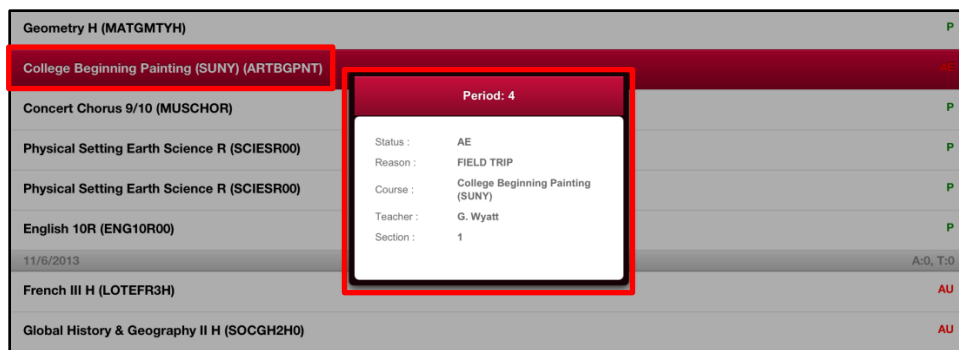 Geometry H (MATGMTYH) P
College Beginning Painting (SUNY) (ARTBGPNT) AE
Concert Chorus 9/10 (MUSCHOR) P
Physical Setting Earth Science R (SCIESR00) P
Physical Setting Earth Science R (SCIESR00) P
English 10R (ENG10R00) P
11/6/2013 A:0, T:0
French III H (LOTEFR3H) AU
Global History & Geography II H (SOCGH2H0) AU
Period: 4
Status : AE
Reason : FIELD TRIP
Course : College Beginning Painting
(SUNY)
Teacher : G. Wyatt
Section : 1